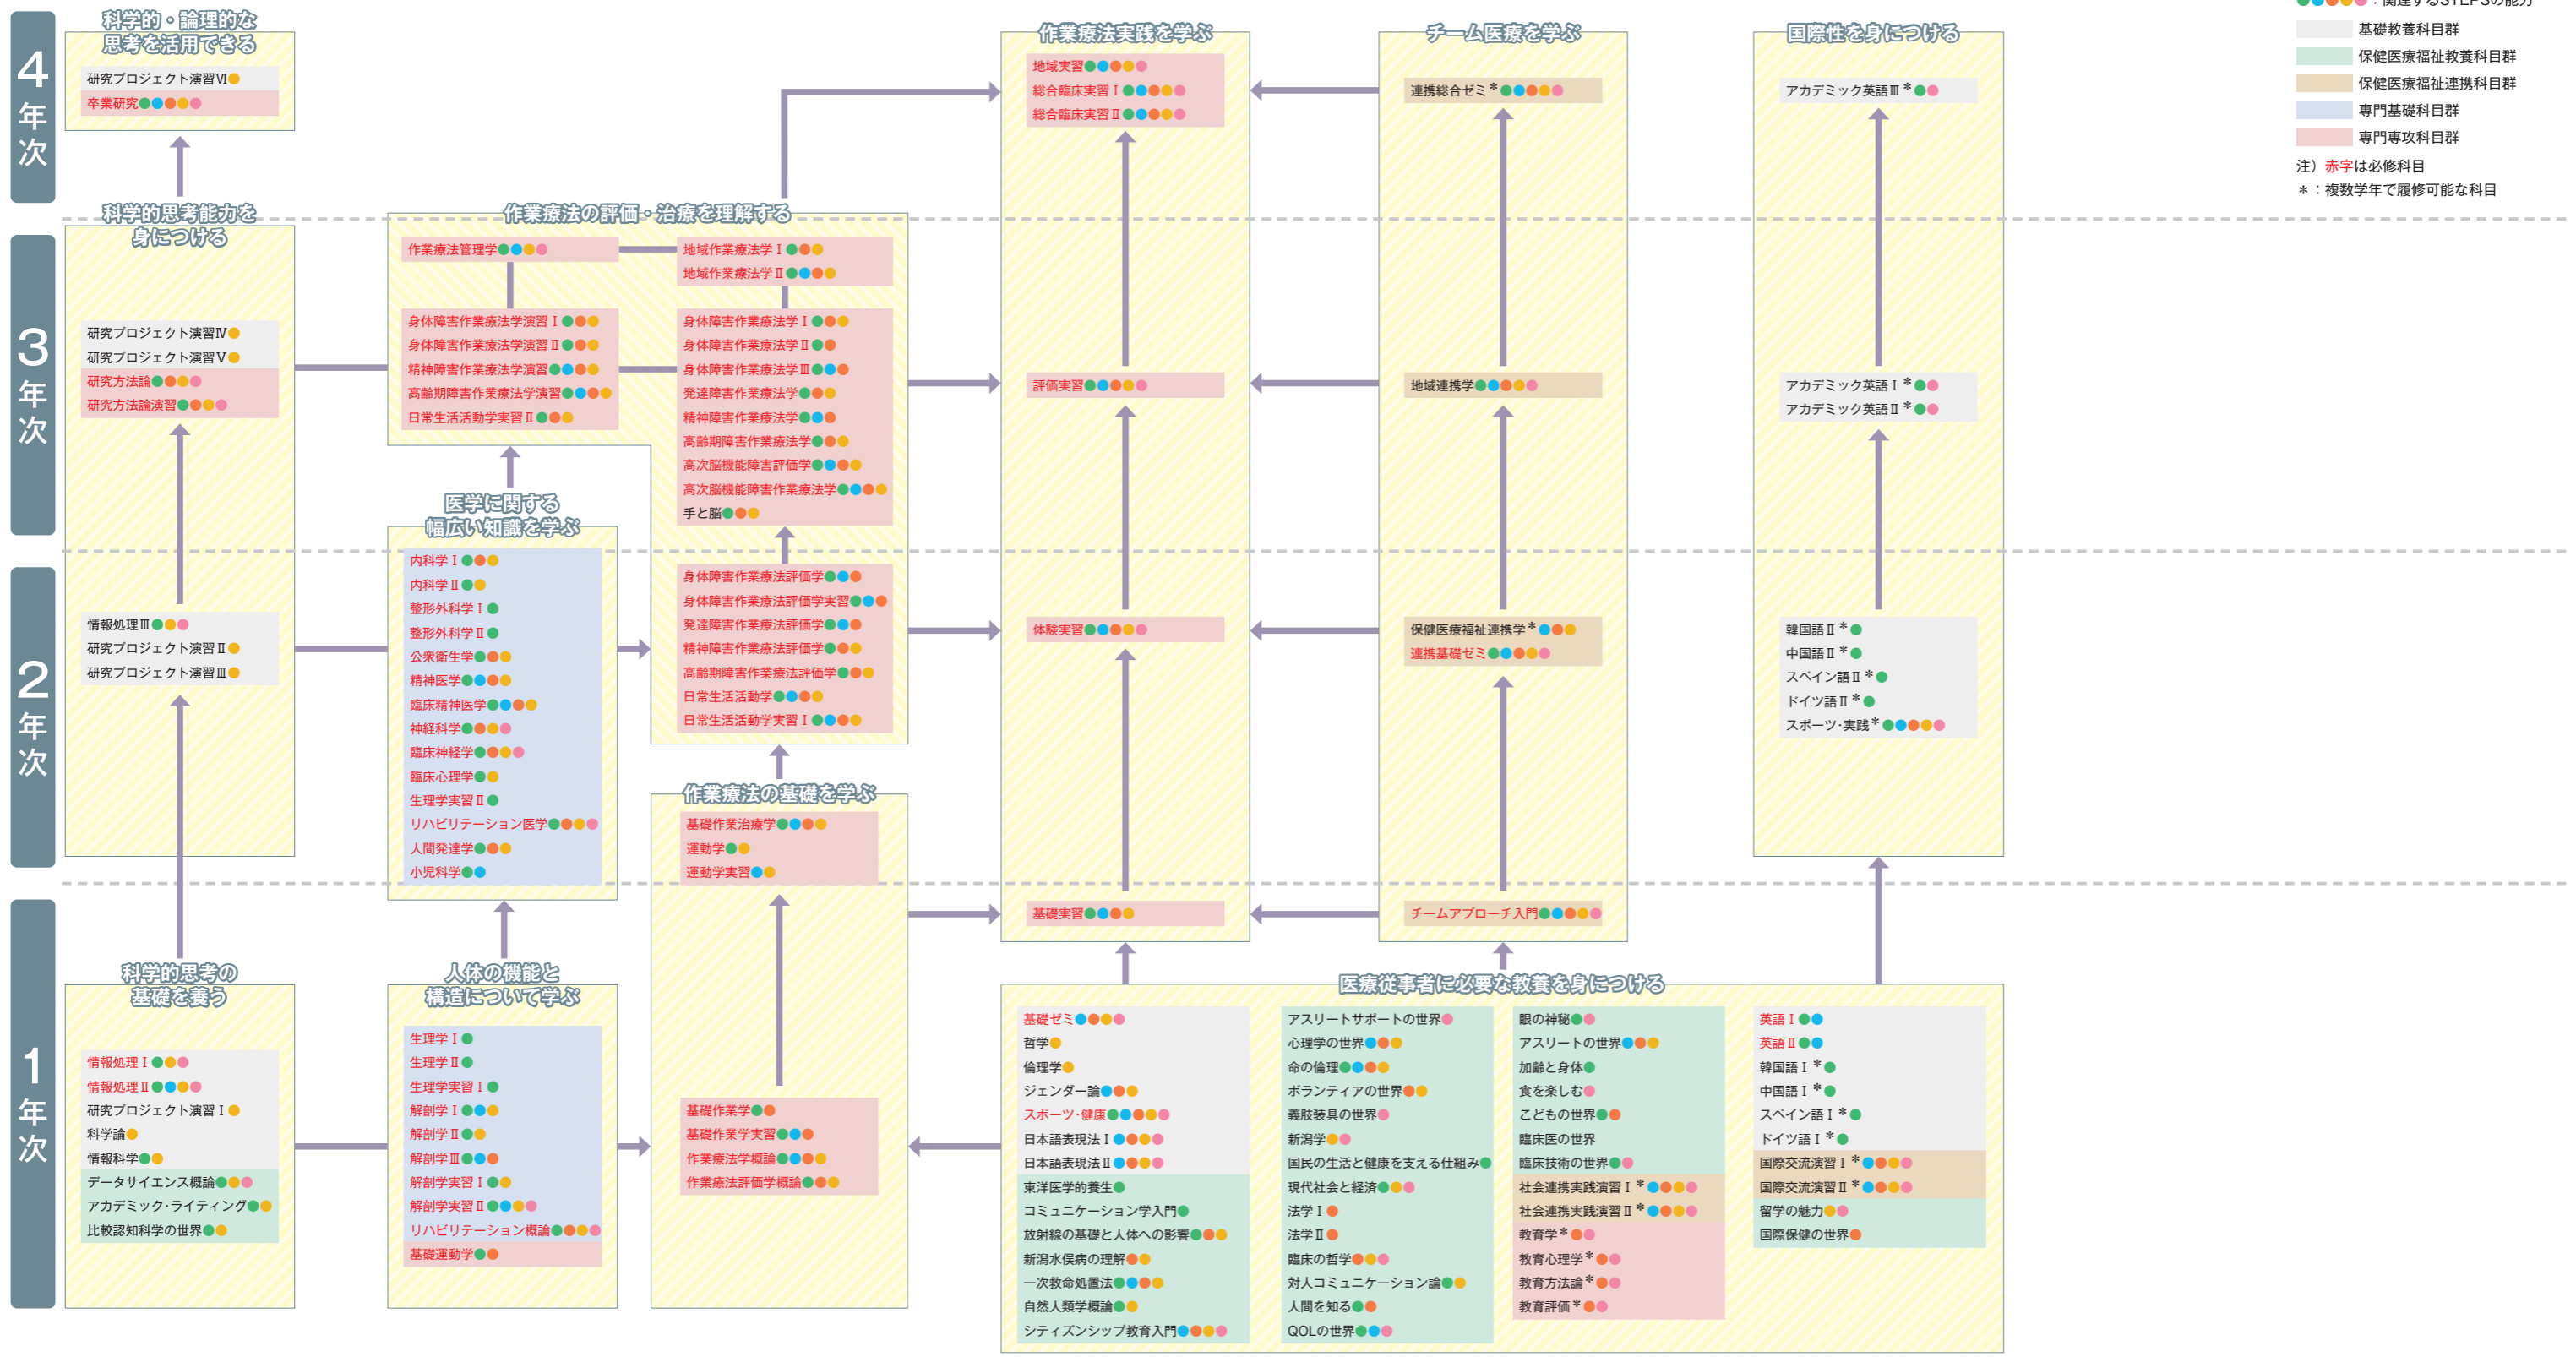 ：関連するSTEPSの能力
基礎教養科目群
保健医療福祉教養科目群
保健医療福祉連携科目群
専門基礎科目群
専門専攻科目群
注）赤字は必修科目
＊：複数学年で履修可能な科目
4年次
科学的・論理的な
思考を活用できる
研究プロジェクト演習Ⅵ
卒業研究
作業療法実践を学ぶ
地域実習
総合臨床実習Ⅰ
総合臨床実習Ⅱ
チーム医療を学ぶ
連携総合ゼミ＊
国際性を身につける
アカデミック英語Ⅲ＊
3年次
科学的思考能力を
身につける
研究プロジェクト演習Ⅳ
研究プロジェクト演習Ⅴ
研究方法論
研究方法論演習
作業療法の評価・治療を理解する
作業療法管理学
身体障害作業療法学演習Ⅰ
身体障害作業療法学演習Ⅱ
精神障害作業療法学演習
高齢期障害作業療法学演習
日常生活活動学実習Ⅱ
地域作業療法学Ⅰ
地域作業療法学Ⅱ
身体障害作業療法学Ⅰ
身体障害作業療法学Ⅱ
身体障害作業療法学Ⅲ
発達障害作業療法学
精神障害作業療法学
高齢期障害作業療法学
高次脳機能障害評価学
高次脳機能障害作業療法学
手と脳
評価実習
地域連携学
アカデミック英語Ⅰ＊
アカデミック英語Ⅱ＊
2年次
情報処理Ⅲ
研究プロジェクト演習Ⅱ
研究プロジェクト演習Ⅲ
医学に関する
幅広い知識を学ぶ
内科学Ⅰ
内科学Ⅱ
整形外科学Ⅰ
整形外科学Ⅱ
公衆衛生学
精神医学
臨床精神医学
神経科学
臨床神経学
臨床心理学
生理学実習Ⅱ
リハビリテーション医学
人間発達学
小児科学
身体障害作業療法評価学
身体障害作業療法評価学実習
発達障害作業療法評価学
精神障害作業療法評価学
高齢期障害作業療法評価学
日常生活活動学
日常生活活動学実習Ⅰ
作業療法の基礎を学ぶ
基礎作業治療学
運動学
運動学実習
体験実習
保健医療福祉連携学＊
連携基礎ゼミ
韓国語Ⅱ＊
中国語Ⅱ＊
スペイン語Ⅱ＊
ドイツ語Ⅱ＊
スポーツ・実践＊
1年次
科学的思考の
基礎を養う
情報処理Ⅰ
情報処理Ⅱ
研究プロジェクト演習Ⅰ
科学論
情報科学
データサイエンス概論
アカデミック・ライティング
比較認知科学の世界
人体の機能と
構造について学ぶ
生理学Ⅰ
生理学Ⅱ
生理学実習Ⅰ
解剖学Ⅰ
解剖学Ⅱ
解剖学Ⅲ
解剖学実習Ⅰ
解剖学実習Ⅱ
リハビリテーション概論
基礎運動学
基礎作業学
基礎作業学実習
作業療法学概論
作業療法評価学概論
基礎実習
チームアプローチ入門
医療従事者に必要な教養を身につける
基礎ゼミ
哲学
倫理学
ジェンダー論
スポーツ・健康
日本語表現法Ⅰ
日本語表現法Ⅱ
東洋医学的養生
コミュニケーション学入門
放射線の基礎と人体への影響
新潟水俣病の理解
一次救命処置法
自然人類学概論
シティズンシップ教育入門
アスリートサポートの世界
心理学の世界
命の倫理
ボランティアの世界
義肢装具の世界
新潟学
国民の生活と健康を支える仕組み
現代社会と経済
法学Ⅰ
法学Ⅱ
臨床の哲学
対人コミュニケーション論
人間を知る
QOLの世界
眼の神秘
アスリートの世界
加齢と身体
食を楽しむ
こどもの世界
臨床医の世界
臨床技術の世界
社会連携実践演習Ⅰ＊
社会連携実践演習Ⅱ＊
教育学＊
教育心理学＊
教育方法論＊
教育評価＊
英語Ⅰ
英語Ⅱ
韓国語Ⅰ＊
中国語Ⅰ＊
スペイン語Ⅰ＊
ドイツ語Ⅰ＊
国際交流演習Ⅰ＊
国際交流演習Ⅱ＊
留学の魅力
国際保健の世界